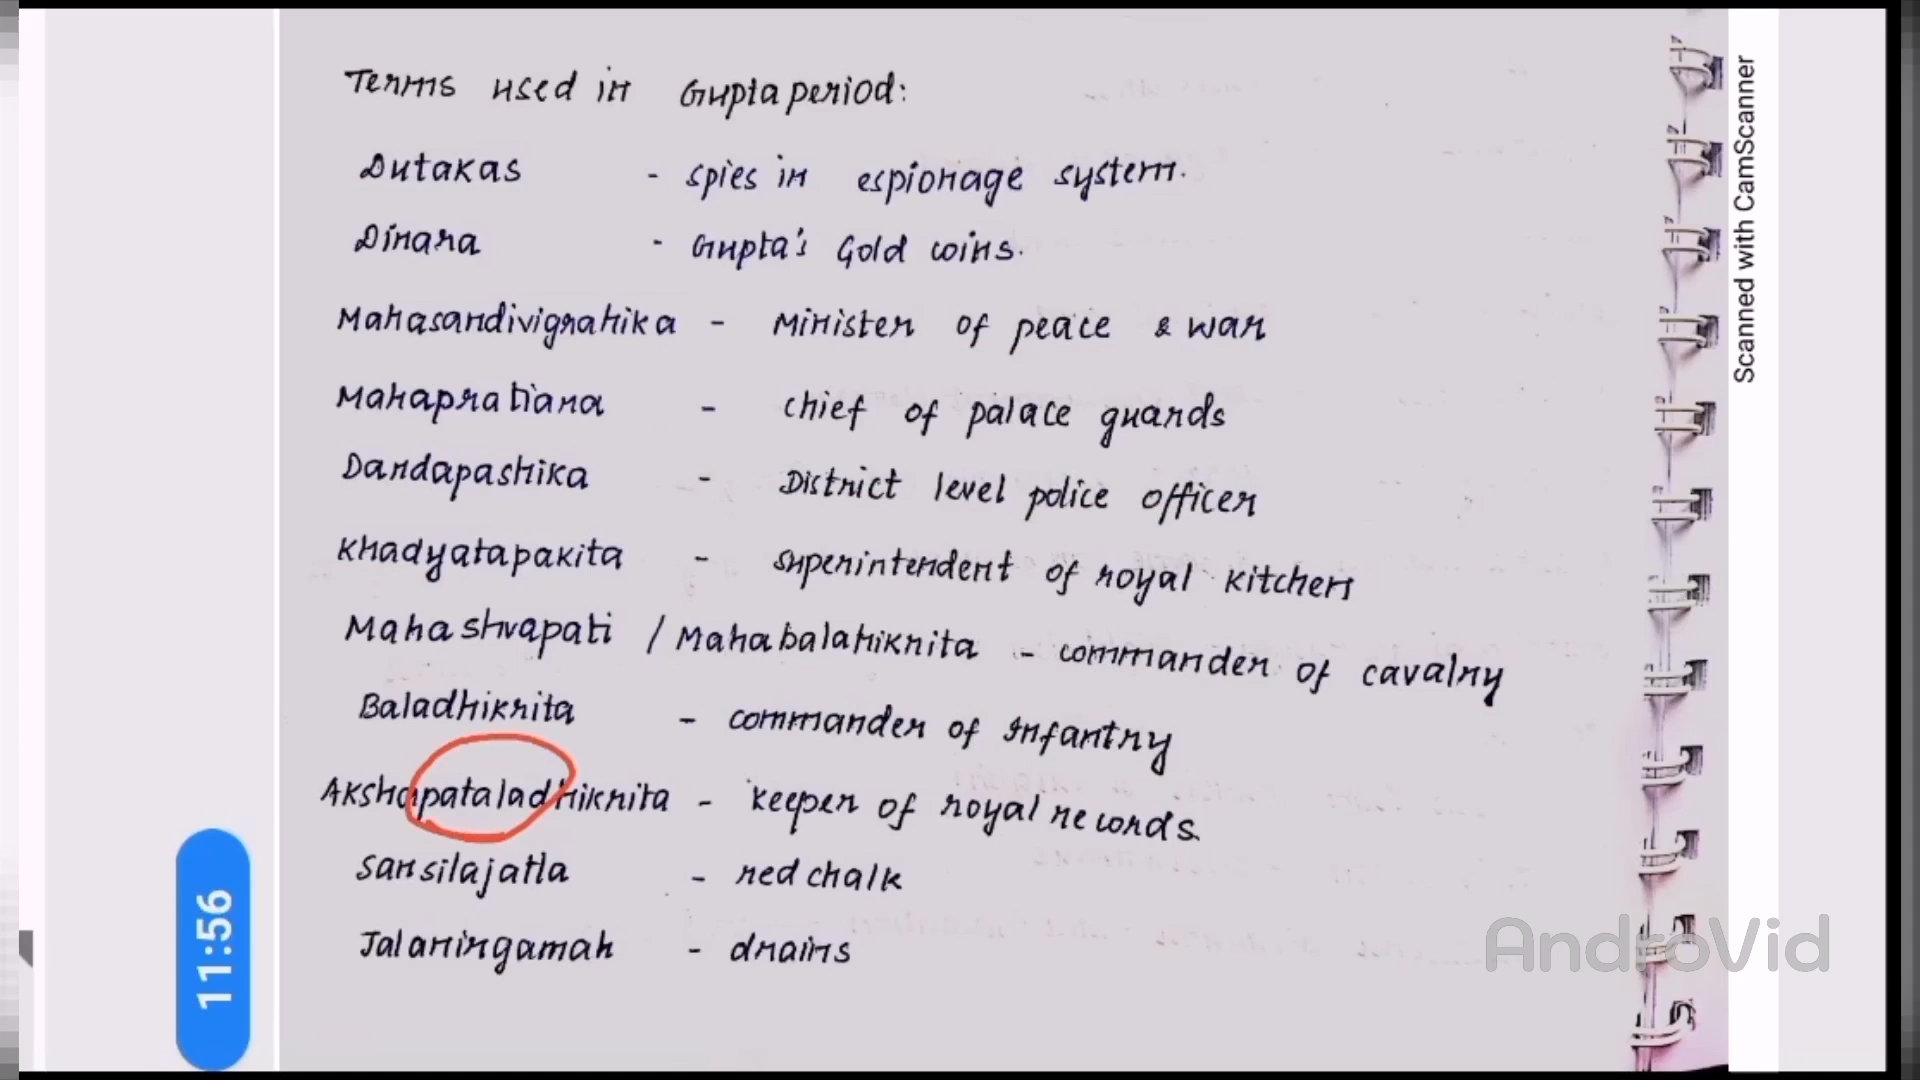 Terms used in Gupta period:
Dutakas - spies in espionage system.
Dinara - Gupta's Gold coins.
Mahasandivigrahika - Minister of peace & war
Mahapratiana - chief of palace guards
Dandapashika - District level police officer
Khadyatapakita - superintendent of royal kitchen
Mahashvapati / Mahabalahikrita - commander of cavalry
Baladhikrita - commander of Infantry
Akshapataladhikrita - keeper of royal records.
Sansilajatla - red chalk
Jalaningamah - drains
Scanned with CamScanner
11:56
AndroVid